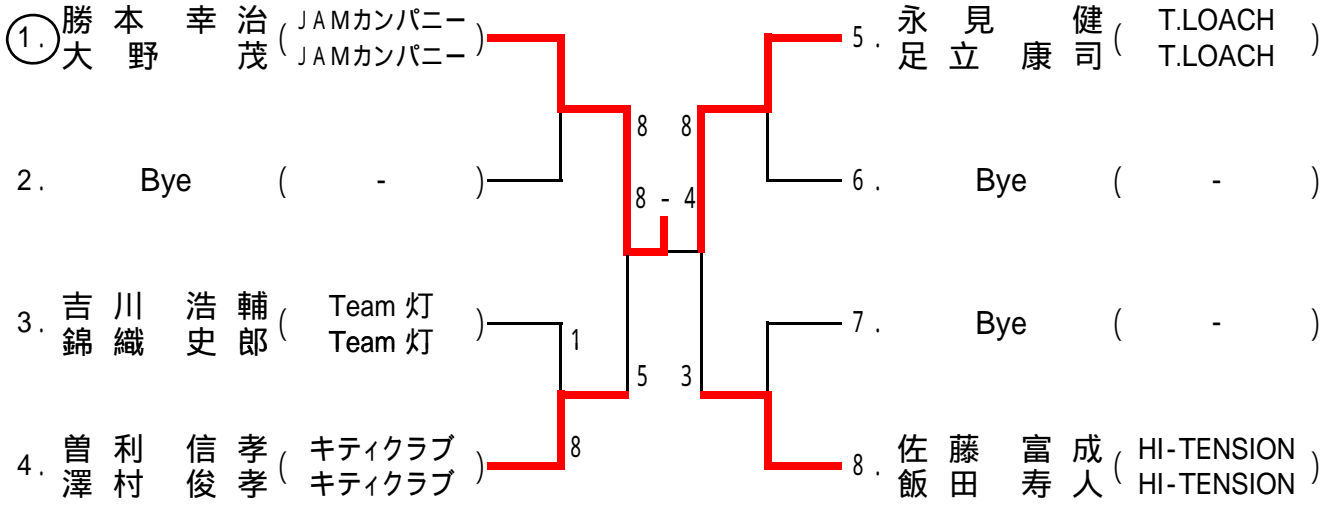 1. 勝本 幸治 ( JAMカンパニー )
大野 茂 ( JAMカンパニー )
2. Bye ( - )
3. 吉川 浩輔 ( Team 灯 )
錦織 史郎 ( Team 灯 )
4. 曽利 信孝 ( キティクラブ )
澤村 俊孝 ( キティクラブ )
1
8
8 8
8 - 4
5 3
5. 永見 健 ( T.LOACH )
足立 康司 ( T.LOACH )
6. Bye ( - )
7. Bye ( - )
8. 佐藤 富成 ( HI-TENSION )
飯田 寿人 ( HI-TENSION )